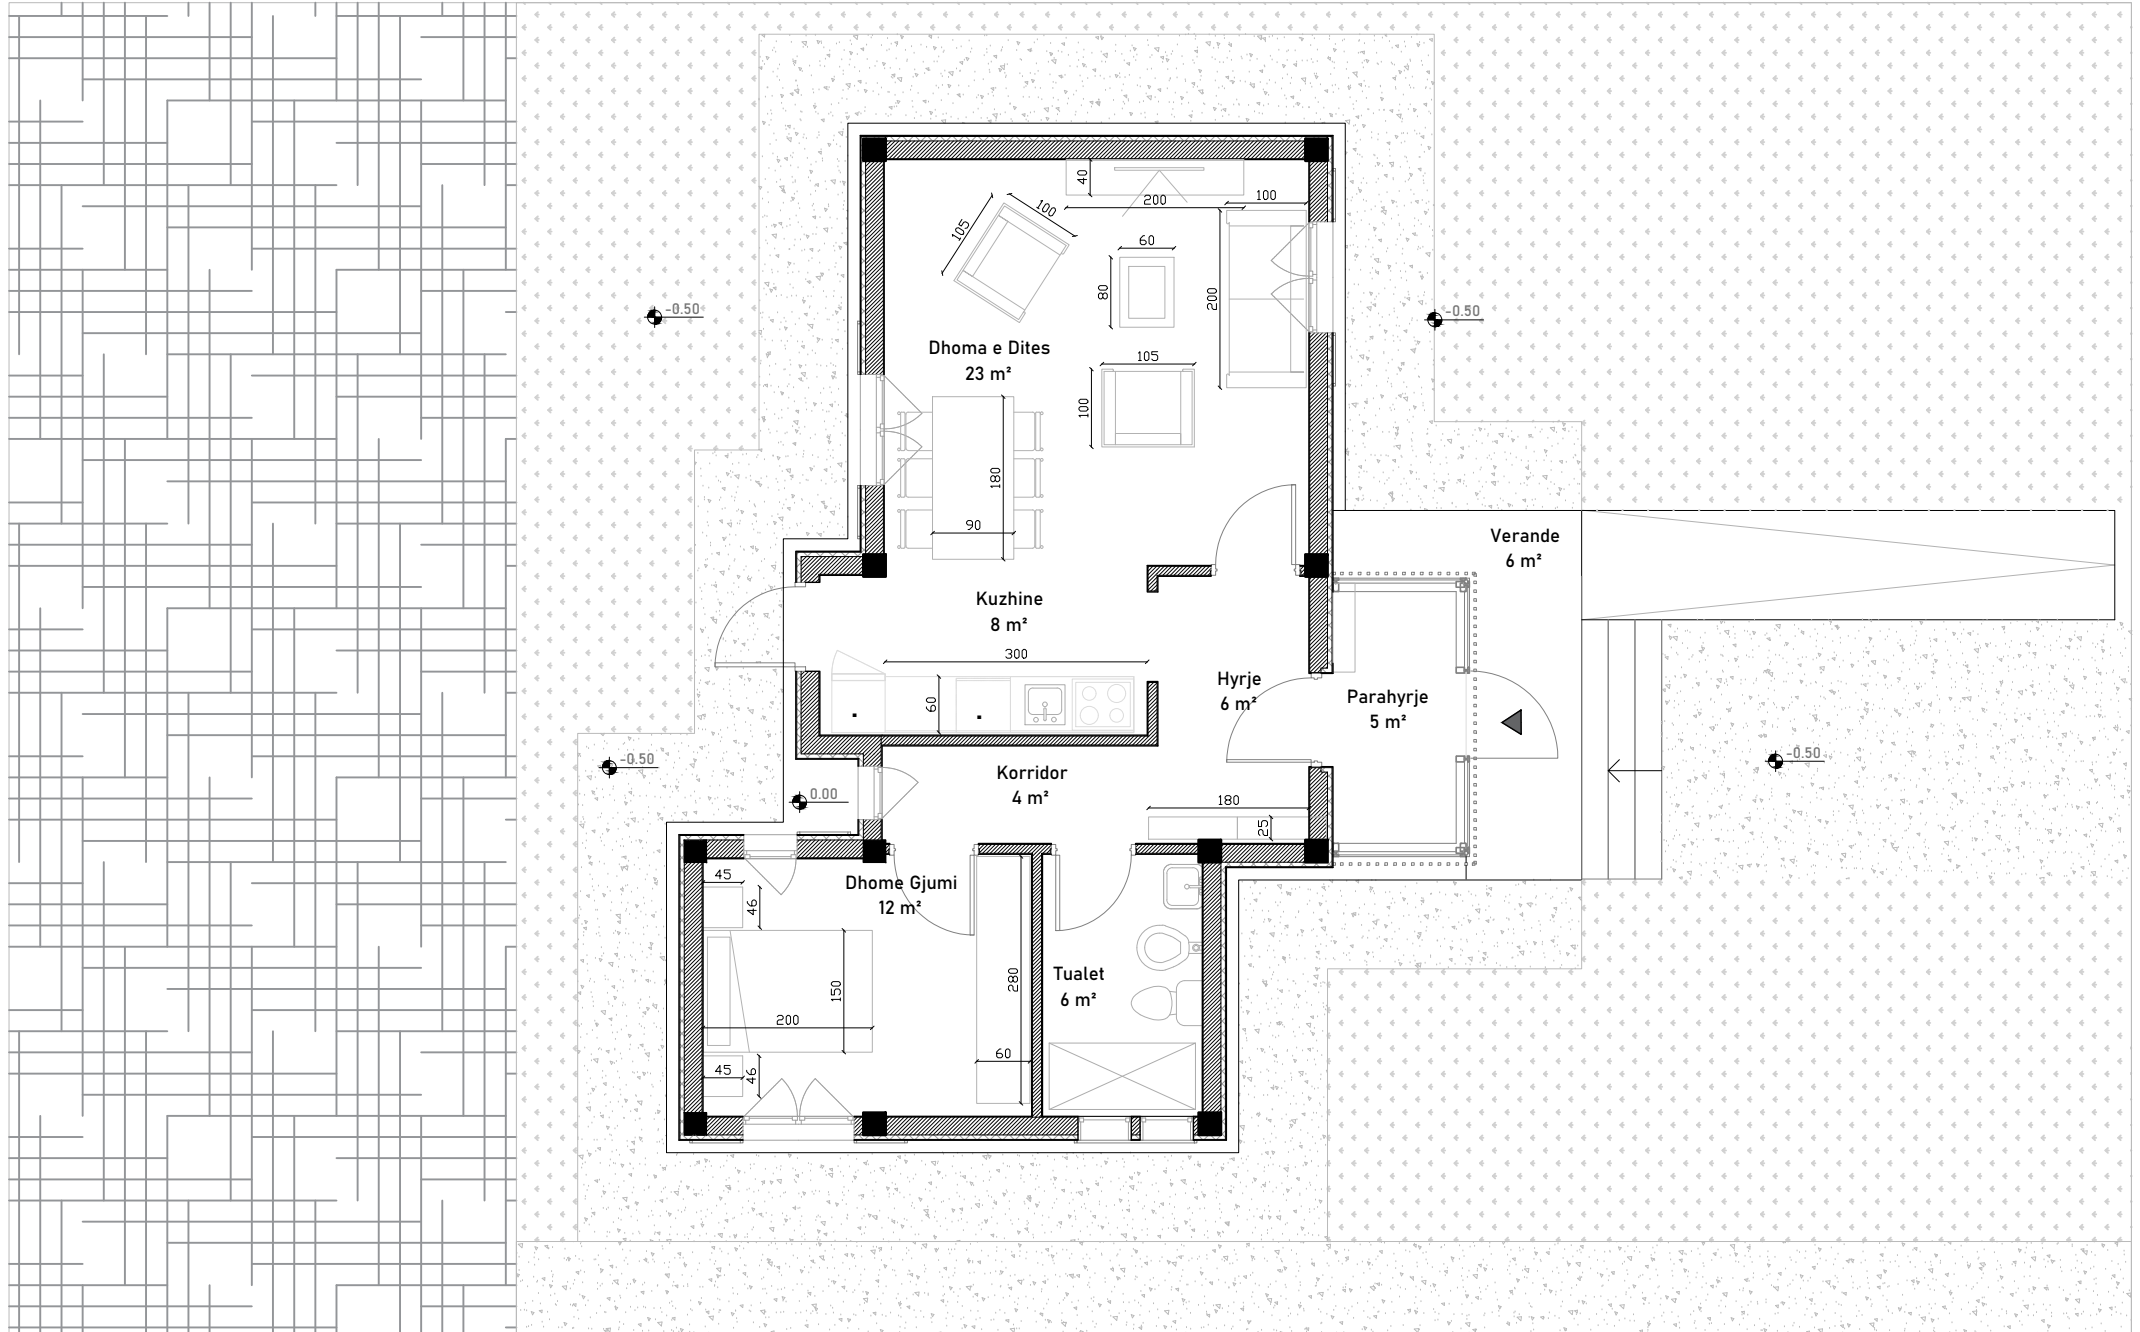 40
200
100
105
100
60
80
200
-0.50
-0.50
Dhoma e Dites
23 m²
105
100
180
90
Verande
6 m²
Kuzhine
8 m²
300
60
Hyrje
6 m²
Parahyrje
5 m²
-0.50
-0.50
0.00
Korridor
4 m²
180
25
45
46
Dhome Gjumi
12 m²
150
200
280
60
45
46
Tualet
6 m²